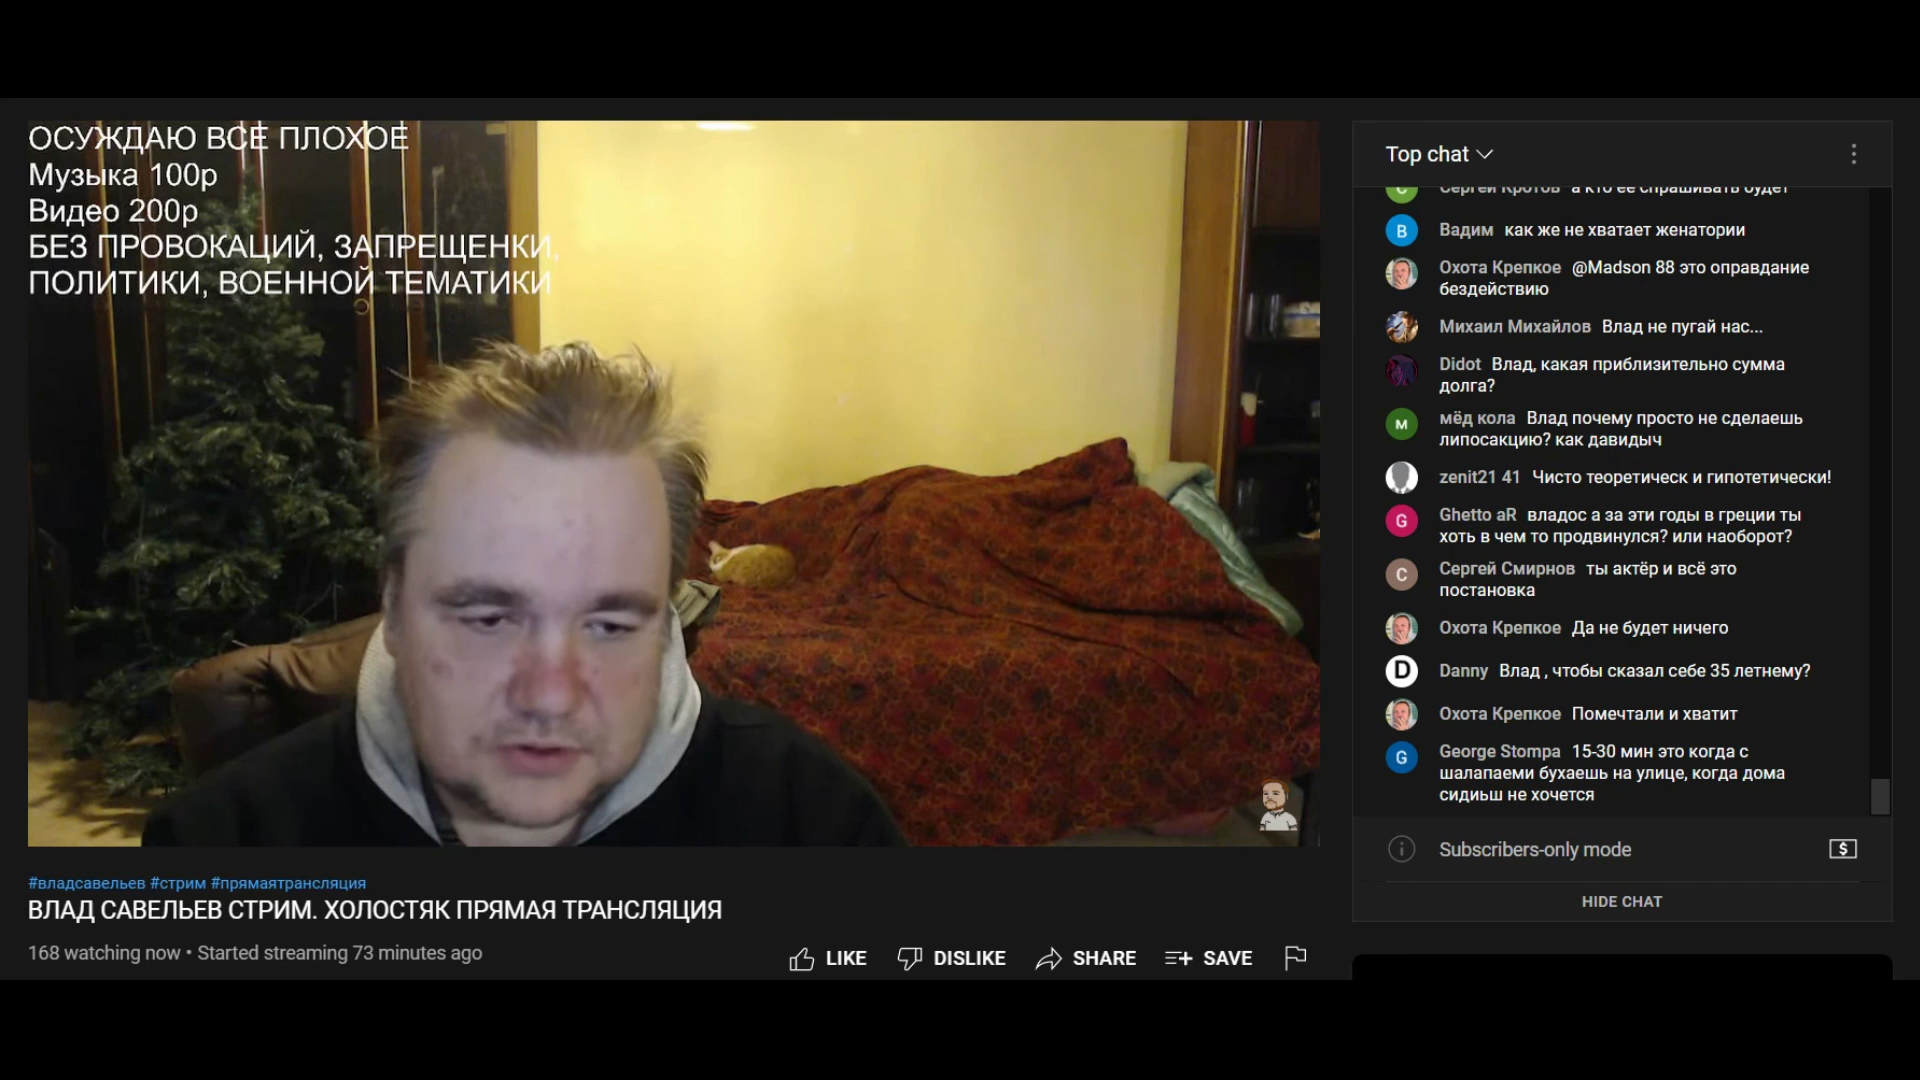 ОСУЖДАЮ ВСЕ ПЛОХОЕ
Музыка 100р
Видео 200р
БЕЗ ПРОВОКАЦИЙ, ЗАПРЕЩЕНКИ,
ПОЛИТИКИ, ВОЕННОЙ ТЕМАТИКИ
#владсавельев #стрим #прямаятрансляция
ВЛАД САВЕЛЬЕВ СТРИМ. ХОЛОСТЯК ПРЯМАЯ ТРАНСЛЯЦИЯ
168 watching now • Started streaming 73 minutes ago
LIKE DISLIKE SHARE SAVE
Top chat
Сергей Кротов а кто ее спрашивать будет
В Вадим как же не хватает женатории
Охота Крепкое @Madson 88 это оправдание
бездействию
Михаил Михайлов Влад не пугай нас...
Didot Влад, какая приблизительно сумма
долга?
м мёд кола Влад почему просто не сделаешь
липосакцию? как давидыч
zenit21 41 Чисто теоретическ и гипотетически!
G Ghetto aR владос а за эти годы в греции ты
хоть в чем то продвинулся? или наоборот?
С Сергей Смирнов ты актёр и всё это
постановка
Охота Крепкое Да не будет ничего
D Danny Влад , чтобы сказал себе 35 летнему?
Охота Крепкое Помечтали и хватит
G George Stompa 15-30 мин это когда с
шалапаеми бухаешь на улице, когда дома
сидиьш не хочется
Subscribers-only mode
HIDE CHAT